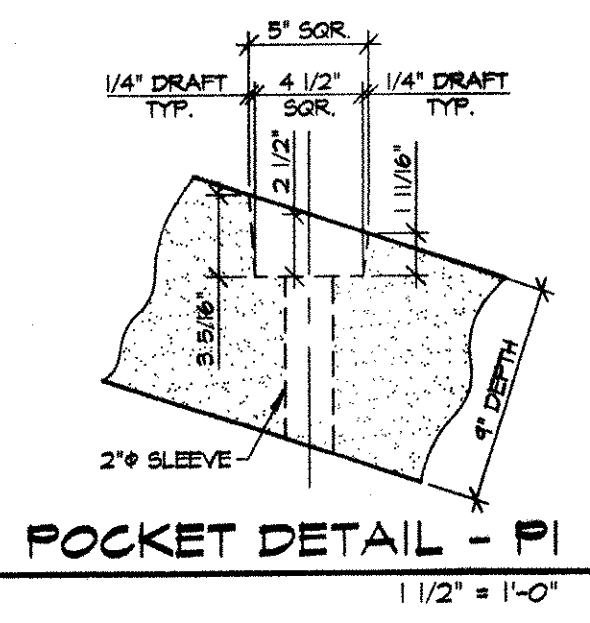 5" SQR.
1/4" DRAFT
TYP.
4 1/2"
SQR.
1/4" DRAFT
TYP.
2 1/2"
1 11/16"
3 5/16"
9" DEPTH
2"Φ SLEEVE
POCKET DETAIL - P1
1 1/2" = 1'-0"